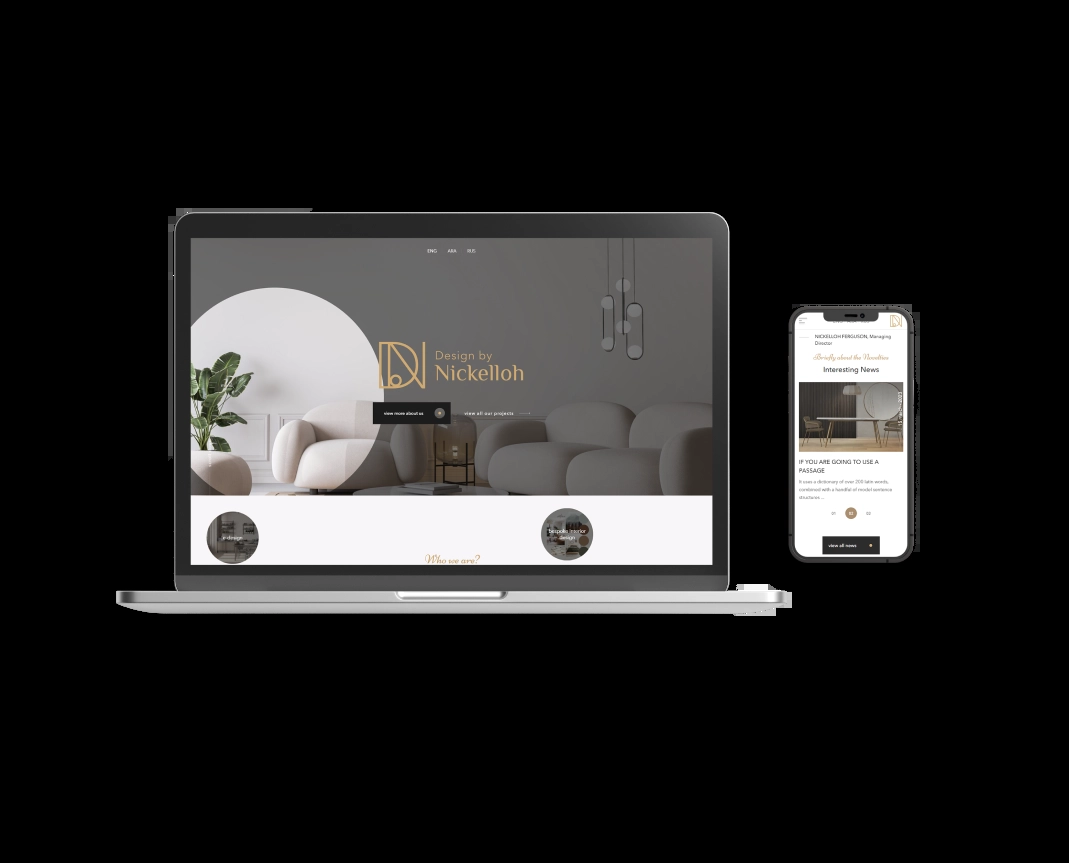 ENG ARA RUS
Design by
Nickelloh
view more about us
view all our projects
e-design
bespoke interior
design
Who we are?
NICKELLOH FERGUSON, Managing
Director
Briefly about the Novelties
Interesting News
IF YOU ARE GOING TO USE A
PASSAGE
It uses a dictionary of over 200 latin words,
combined with a handful of model sentence
structures ...
01 02 03
view all news